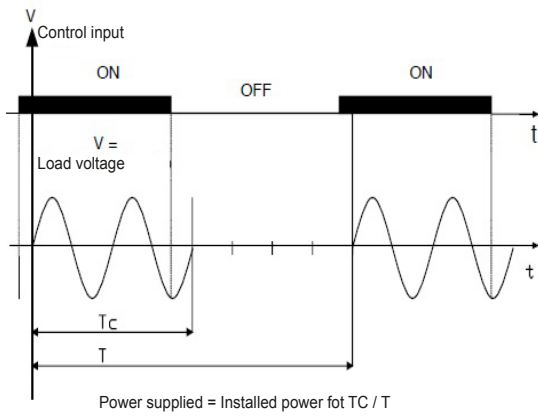 V
Control input
ON
OFF
ON
t
V =
Load voltage
t
Tc
T
Power supplied = Installed power fot TC / T